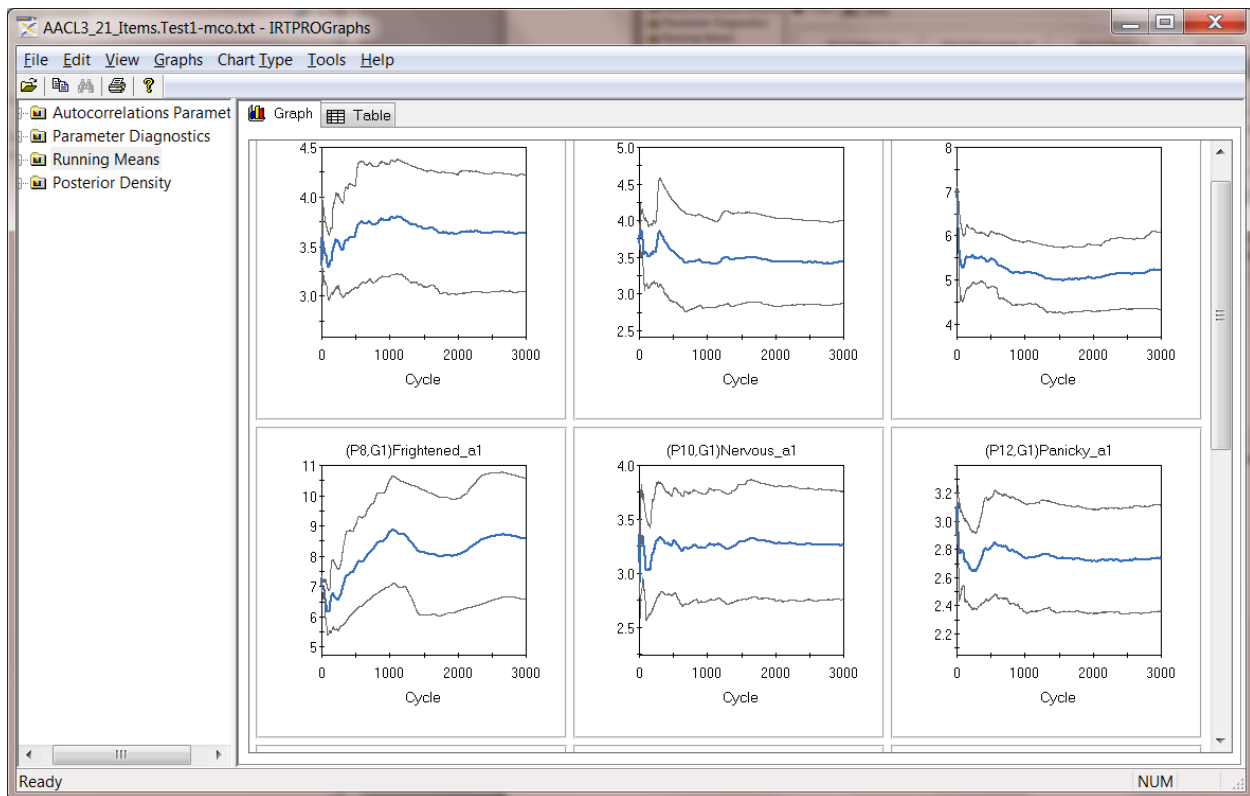 AACL3_21_Items.Test1-mco.txt - IRTPROGraphs
File Edit View Graphs Chart Type Tools Help
Autocorrelations Paramet
Parameter Diagnostics
Running Means
Posterior Density
Graph Table
4.5
4.0
3.5
3.0
0 1000 2000 3000
Cycle
5.0
4.5
4.0
3.5
3.0
2.5
0 1000 2000 3000
Cycle
8
7
6
5
4
0 1000 2000 3000
Cycle
(P8,G1)Frightened_a1
11
10
9
8
7
6
5
0 1000 2000 3000
Cycle
(P10,G1)Nervous_a1
4.0
3.5
3.0
2.5
0 1000 2000 3000
Cycle
(P12,G1)Panicky_a1
3.2
3.0
2.8
2.6
2.4
2.2
0 1000 2000 3000
Cycle
Ready NUM